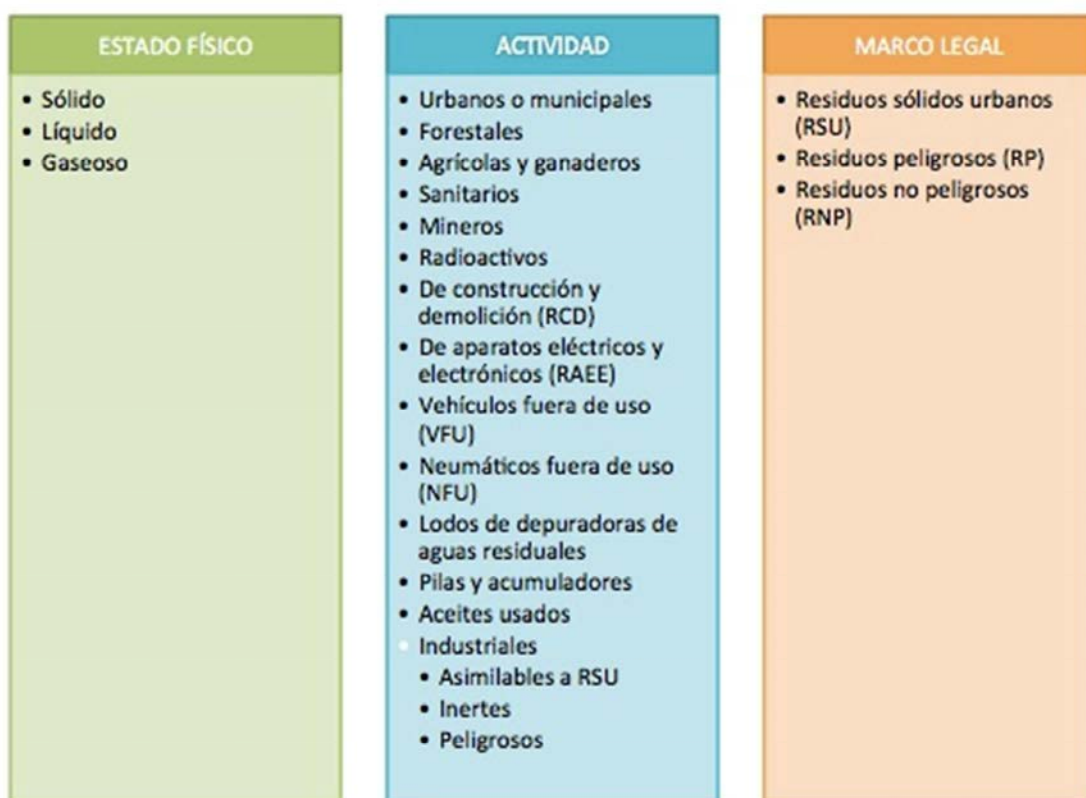 ESTADO FÍSICO
• Sólido
• Líquido
• Gaseoso
ACTIVIDAD
• Urbanos o municipales
• Forestales
• Agrícolas y ganaderos
• Sanitarios
• Mineros
• Radioactivos
• De construcción y
demolición (RCD)
• De aparatos eléctricos y
electrónicos (RAEE)
• Vehículos fuera de uso
(VFU)
• Neumáticos fuera de uso
(NFU)
• Lodos de depuradoras de
aguas residuales
• Pilas y acumuladores
• Aceites usados
• Industriales
• Asimilables a RSU
• Inertes
• Peligrosos
MARCO LEGAL
• Residuos sólidos urbanos
(RSU)
• Residuos peligrosos (RP)
• Residuos no peligrosos
(RNP)